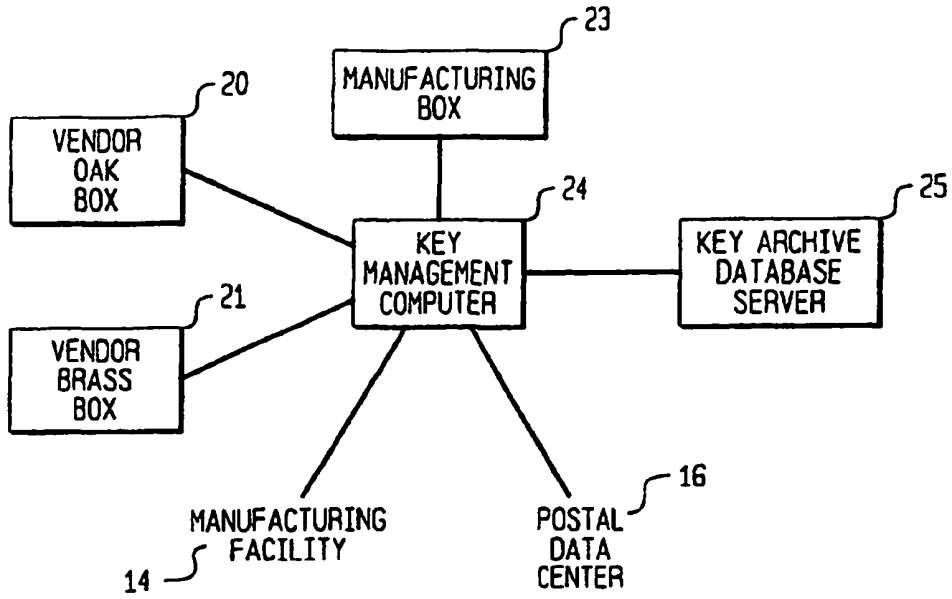 23
MANUFACTURING
BOX
20
VENDOR
OAK
BOX
24
KEY
MANAGEMENT
COMPUTER
25
KEY ARCHIVE
DATABASE
SERVER
21
VENDOR
BRASS
BOX
MANUFACTURING
FACILITY
14
16
POSTAL
DATA
CENTER